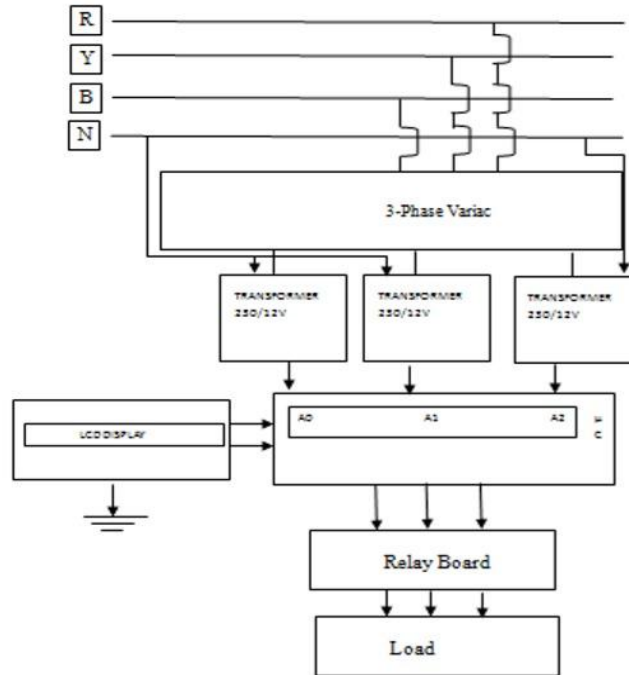 R
Y
B
N
3-Phase Variac
TRANSFORMER
230/12V
TRANSFORMER
230/12V
TRANSFORMER
230/12V
A0
A1
A2
LCD DISPLAY
Relay Board
Load